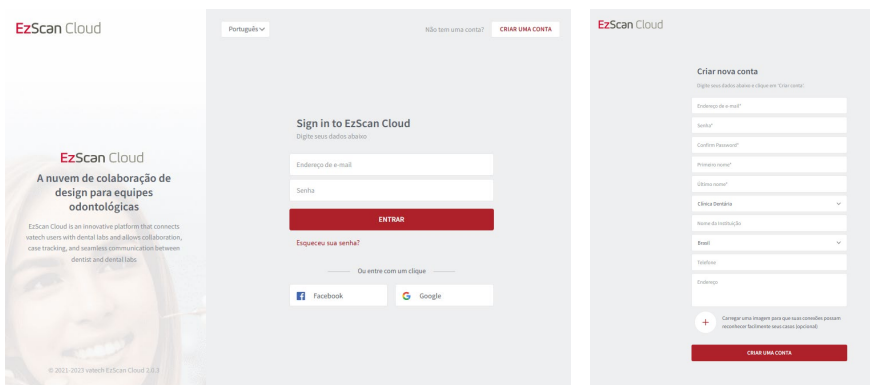 EzScan Cloud
EzScan Cloud
A nuvem de colaboração de
design para equipes
odontológicas
EzScan Cloud is an innovative platform that connects
vatech users with dental labs and allows collaboration,
case tracking, and seamless communication between
dentist and dental labs
© 2021-2023 vatech EzScan Cloud 2.0.3
Português
Não tem uma conta?
CRIAR UMA CONTA
Sign in to EzScan Cloud
Digite seus dados abaixo
Endereço de e-mail
Senha
ENTRAR
Esqueceu sua senha?
Ou entre com um clique
Facebook
Google
EzScan Cloud
Criar nova conta
Digite seus dados abaixo e clique em 'Criar conta'.
Endereço de e-mail*
Senha*
Confirm Password*
Primeiro nome*
Último nome*
Clínica Dentária
Nome da instituição
Brasil
Telefone
Endereço
Carregar uma imagem para que suas conexões possam
reconhecer facilmente seus casos (opcional)
CRIAR UMA CONTA